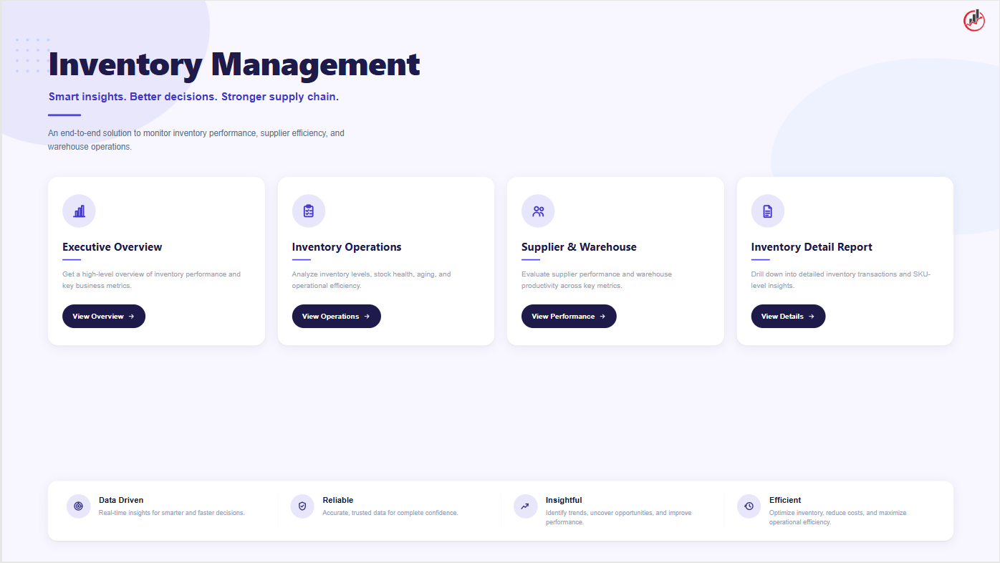 Inventory Management
Smart insights. Better decisions. Stronger supply chain.
An end-to-end solution to monitor inventory performance, supplier efficiency, and
warehouse operations.
Executive Overview
Get a high-level overview of inventory performance and
key business metrics.
View Overview →
Inventory Operations
Analyze inventory levels, stock health, aging, and
operational efficiency.
View Operations →
Supplier & Warehouse
Evaluate supplier performance and warehouse
productivity across key metrics.
View Performance →
Inventory Detail Report
Drill down into detailed inventory transactions and SKU-
level insights.
View Details →
Data Driven
Real-time insights for smarter and faster decisions.
Reliable
Accurate, trusted data for complete confidence.
Insightful
Identify trends, uncover opportunities, and improve
performance.
Efficient
Optimize inventory, reduce costs, and maximize
operational efficiency.